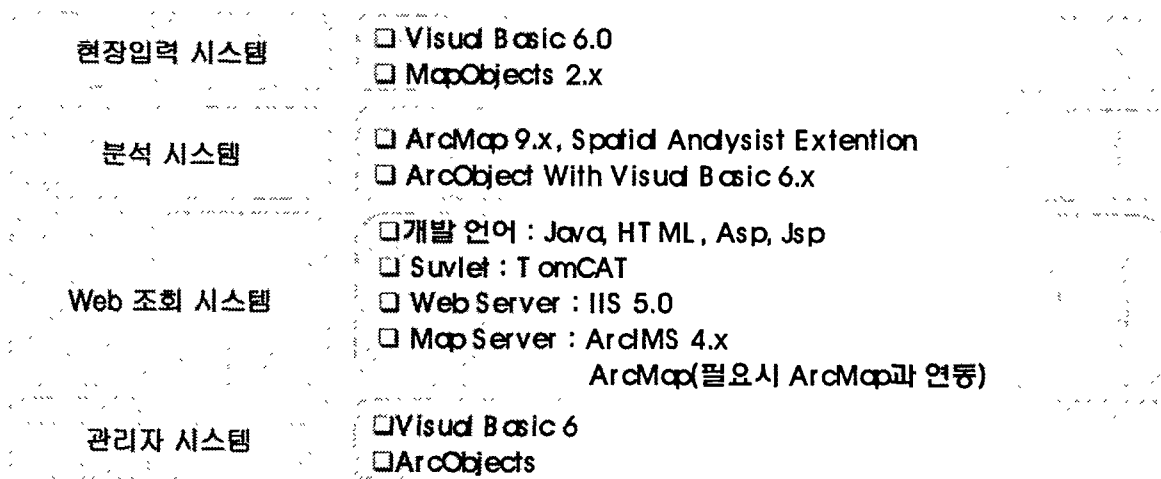 현장입력 시스템
❏ Visual Basic 6.0
❏ MapObjects 2.x
분석 시스템
❏ ArcMap 9.x, Spatial Analysist Extention
❏ ArcObject With Visual Basic 6.x
Web 조회 시스템
❏개발 언어 : Java, HTML, Asp, Jsp
❏ Suvlet : TomCAT
❏ Web Server : IIS 5.0
❏ Map Server : ArcIMS 4.x
ArcMap(필요시 ArcMap과 연동)
관리자 시스템
❏Visual Basic 6
❏ArcObjects